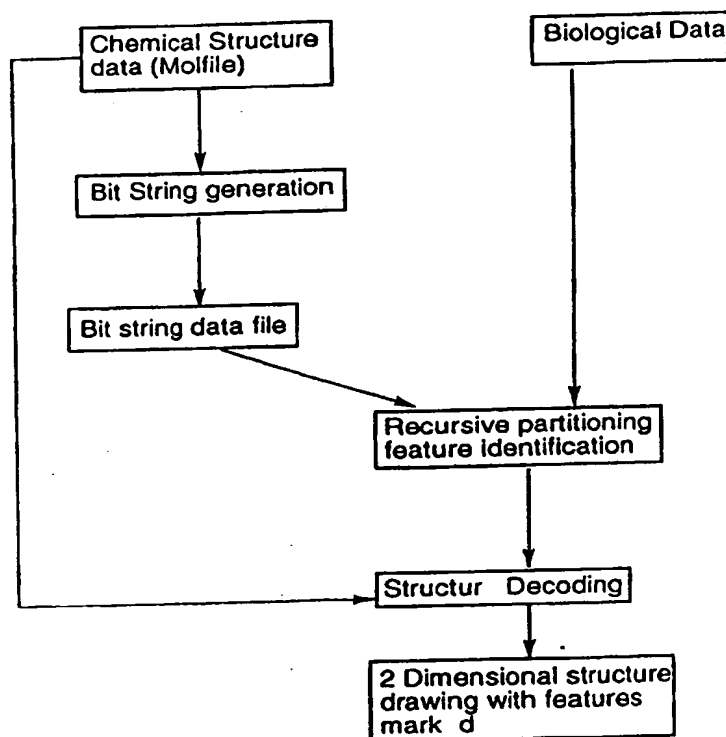 Chemical Structure
data (Molfile)
Biological Data
Bit String generation
Bit string data file
Recursive partitioning
feature identification
Structur Decoding
2 Dimensional structure
drawing with features
mark d